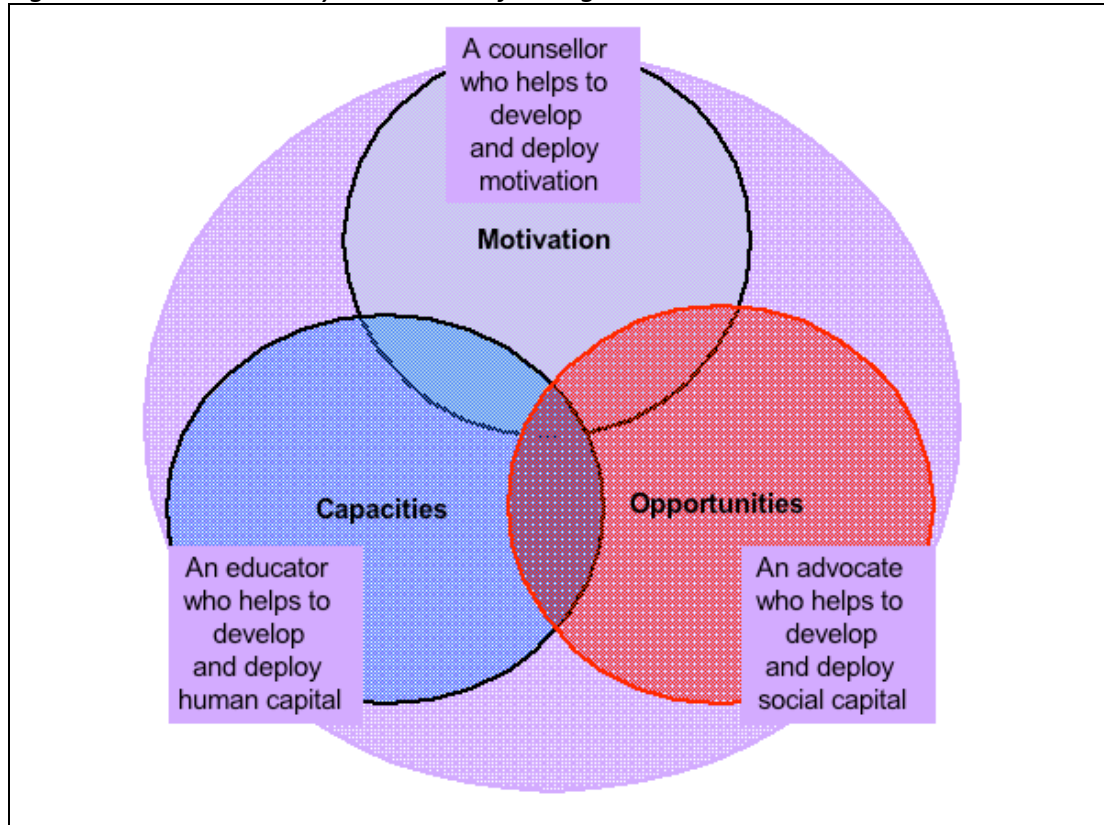 A counsellor
who helps to
develop
and deploy
motivation
Motivation
Capacities
Opportunities
An educator
who helps to
develop
and deploy
human capital
An advocate
who helps to
develop
and deploy
social capital